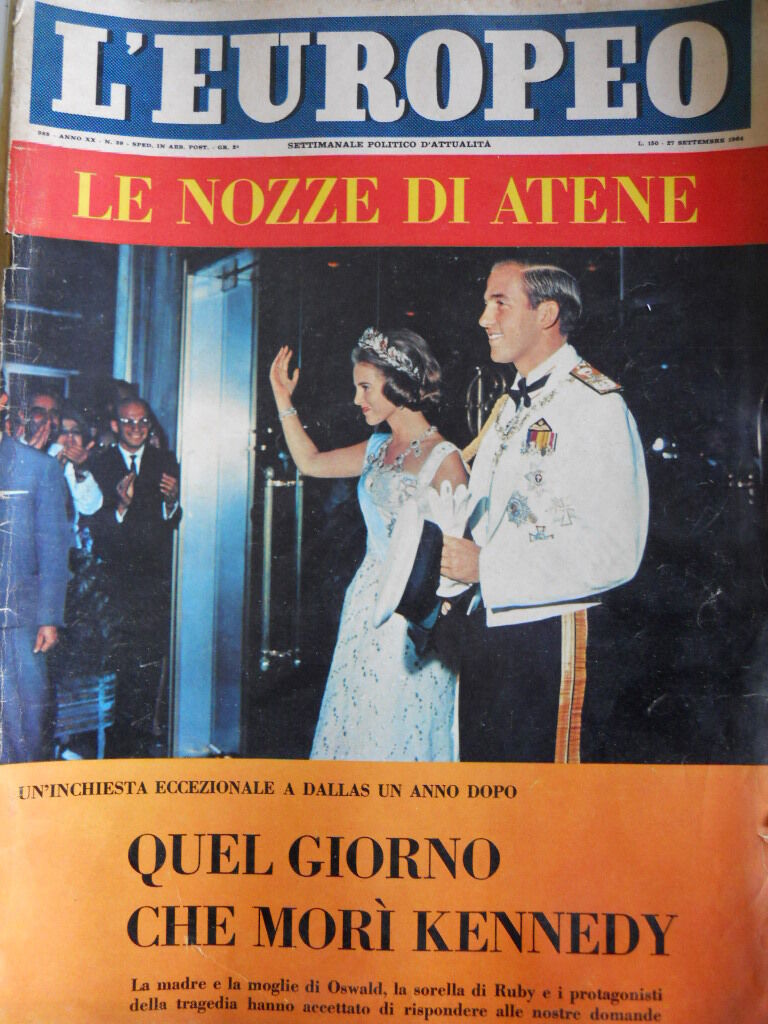 L'EUROPEO
988 - ANNO XX - N. 39 - SPED. IN ABB. POST. - GR. 2°
SETTIMANALE POLITICO D'ATTUALITÀ
L. 150 - 27 SETTEMBRE 1964
LE NOZZE DI ATENE
UN'INCHIESTA ECCEZIONALE A DALLAS UN ANNO DOPO
QUEL GIORNO
CHE MORÌ KENNEDY
La madre e la moglie di Oswald, la sorella di Ruby e i protagonisti
della tragedia hanno accettato di rispondere alle nostre domande